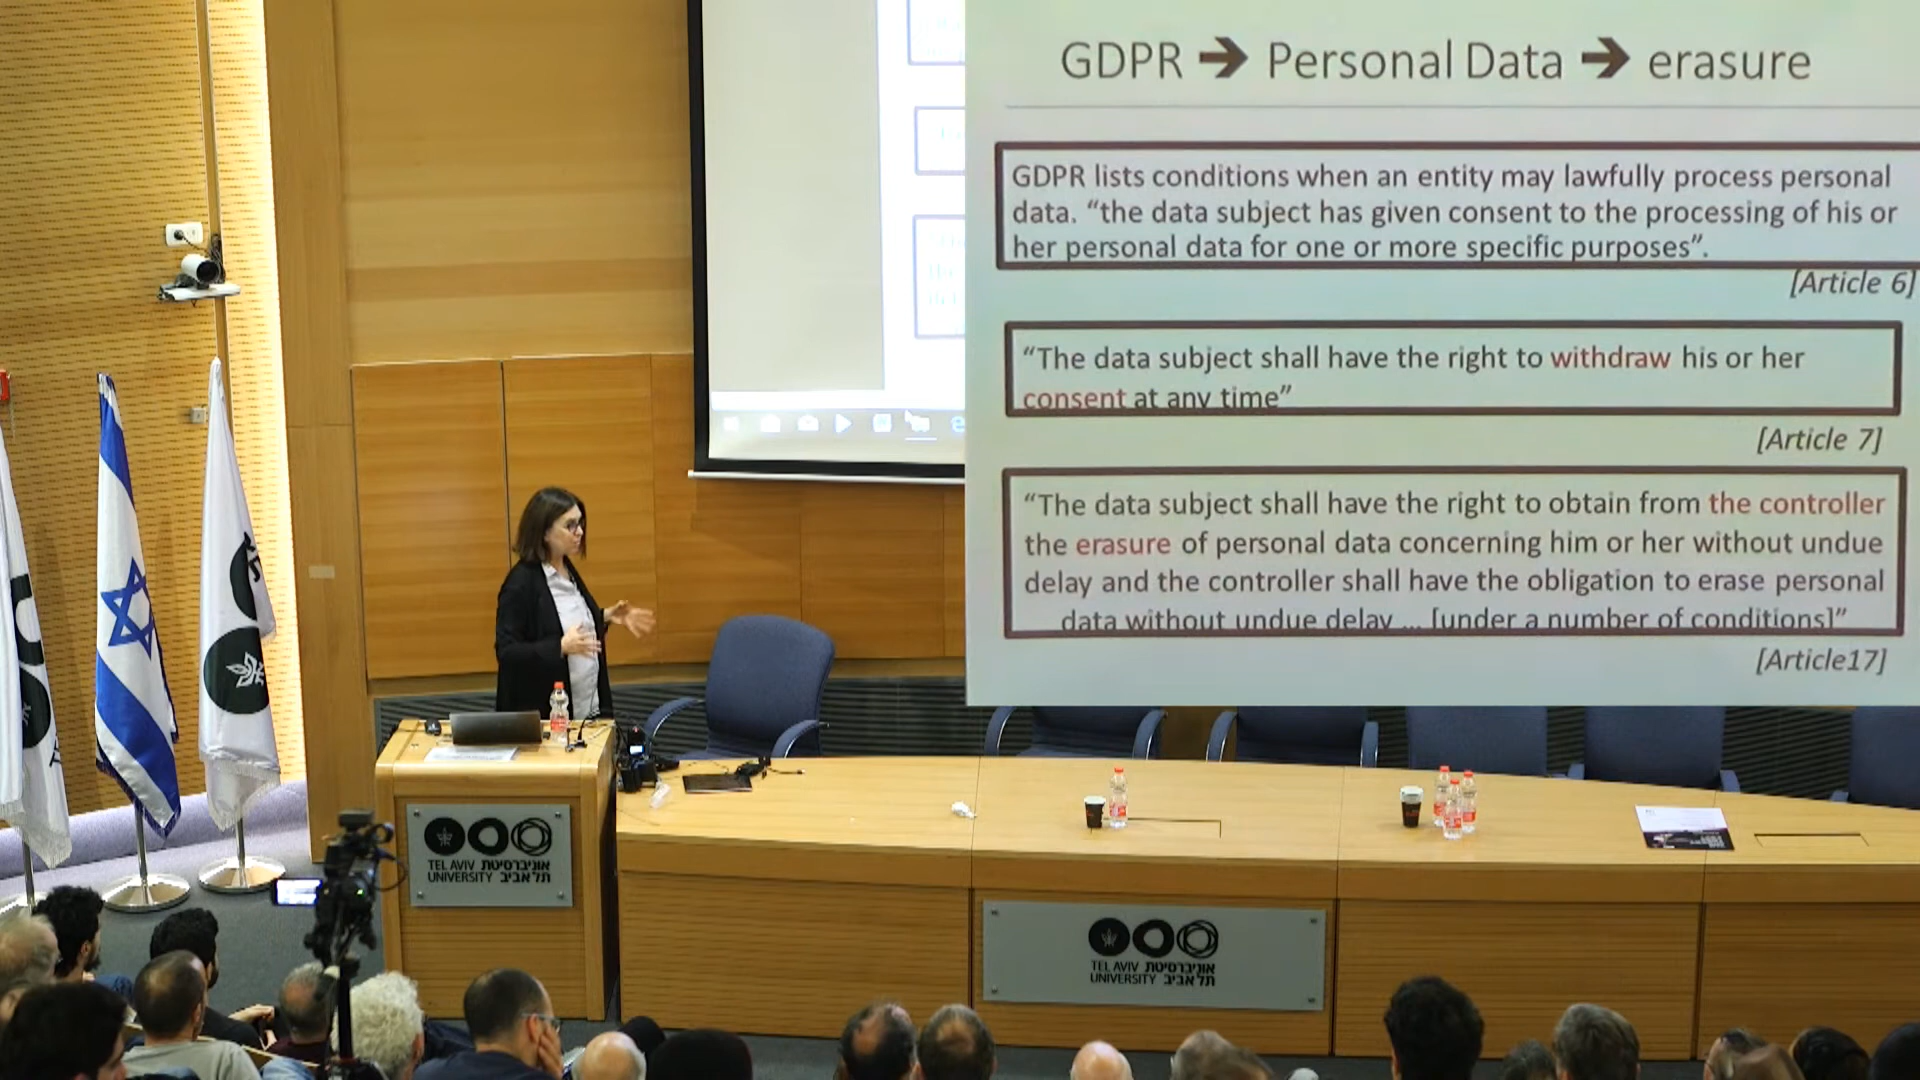 GDPR → Personal Data → erasure
GDPR lists conditions when an entity may lawfully process personal
data. “the data subject has given consent to the processing of his or
her personal data for one or more specific purposes”.
[Article 6]
“The data subject shall have the right to withdraw his or her
consent at any time”
[Article 7]
“The data subject shall have the right to obtain from the controller
the erasure of personal data concerning him or her without undue
delay and the controller shall have the obligation to erase personal
data without undue delay ... [under a number of conditions]”
[Article17]
TEL AVIV אוניברסיטת
UNIVERSITY תל אביב
TEL AVIV אוניברסיטת
UNIVERSITY תל אביב